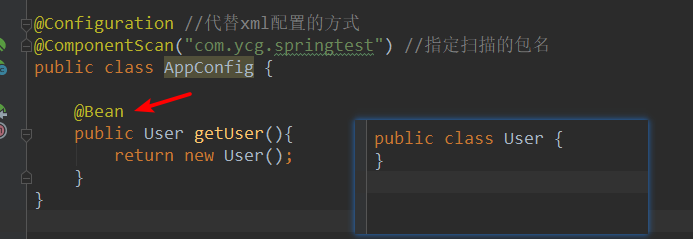 @Configuration //代替xml配置的方式
@ComponentScan("com.ycg.springtest") //指定扫描的包名
public class AppConfig {
@Bean
public User getUser(){
return new User();
}
}
public class User {
}